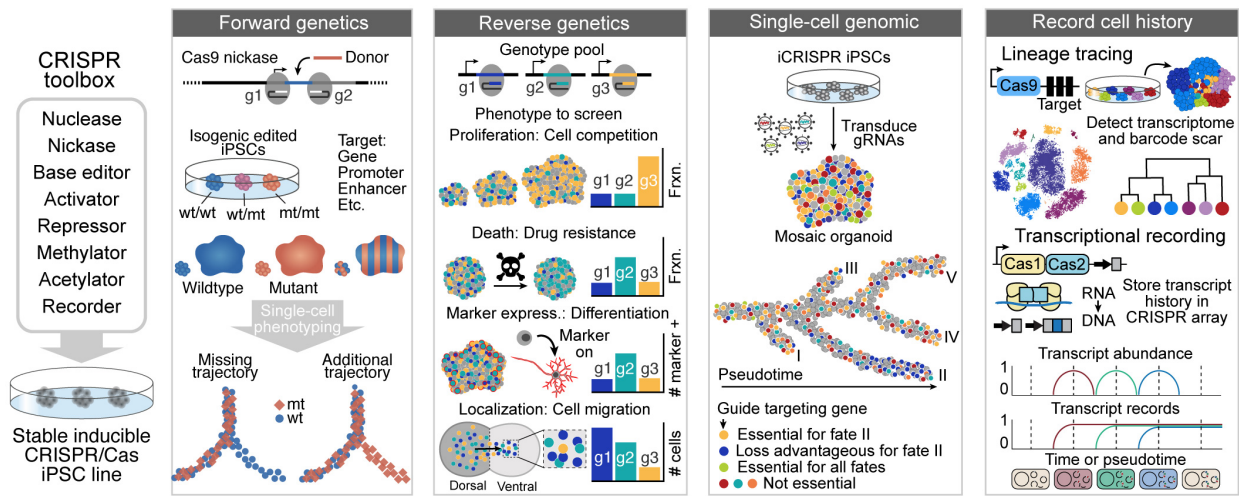 CRISPR
toolbox
Nuclease
Nickase
Base editor
Activator
Repressor
Methylator
Acetylator
Recorder
Stable inducible
CRISPR/Cas
iPSC line
Forward genetics
Cas9 nickase
Donor
g1
g2
Isogenic edited
iPSCs
wt/wt
wt/mt
mt/mt
Target:
Gene
Promoter
Enhancer
Etc.
Wildtype
Mutant
Single-cell
phenotyping
Missing
trajectory
Additional
trajectory
mt
wt
Reverse genetics
Genotype pool
g1
g2
g3
Phenotype to screen
Proliferation: Cell competition
g1
g2
g3
Frxn.
Death: Drug resistance
g1
g2
g3
Frxn.
Marker express.: Differentiation
Marker
on
g1
g2
g3
# marker +
Localization: Cell migration
Dorsal
Ventral
g1
g2
g3
# cells
Single-cell genomic
iCRISPR iPSCs
Transduce
gRNAs
Mosaic organoid
III
V
IV
I
II
Pseudotime
Guide targeting gene
Essential for fate II
Loss advantageous for fate II
Essential for all fates
Not essential
Record cell history
Lineage tracing
Cas9
Target
Detect transcriptome
and barcode scar
Transcriptional recording
Cas1
Cas2
RNA
DNA
Store transcript
history in
CRISPR array
Transcript abundance
1
0
Transcript records
1
0
Time or pseudotime